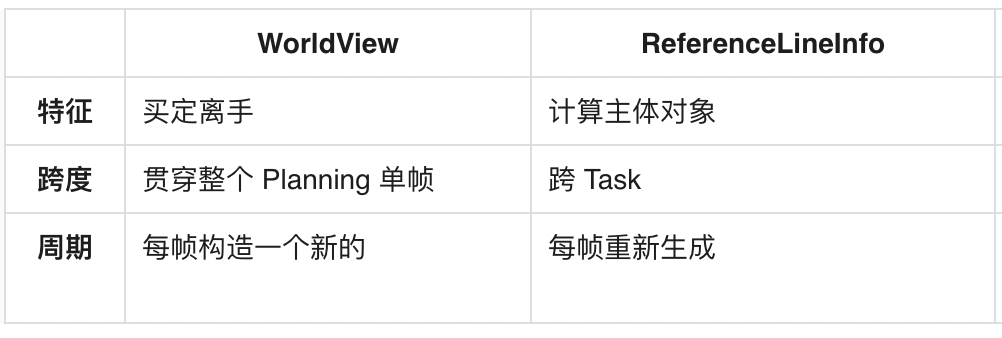 WorldView ReferenceLineInfo
特征 买定离手 计算主体对象
跨度 贯穿整个 Planning 单帧 跨 Task
周期 每帧构造一个新的 每帧重新生成